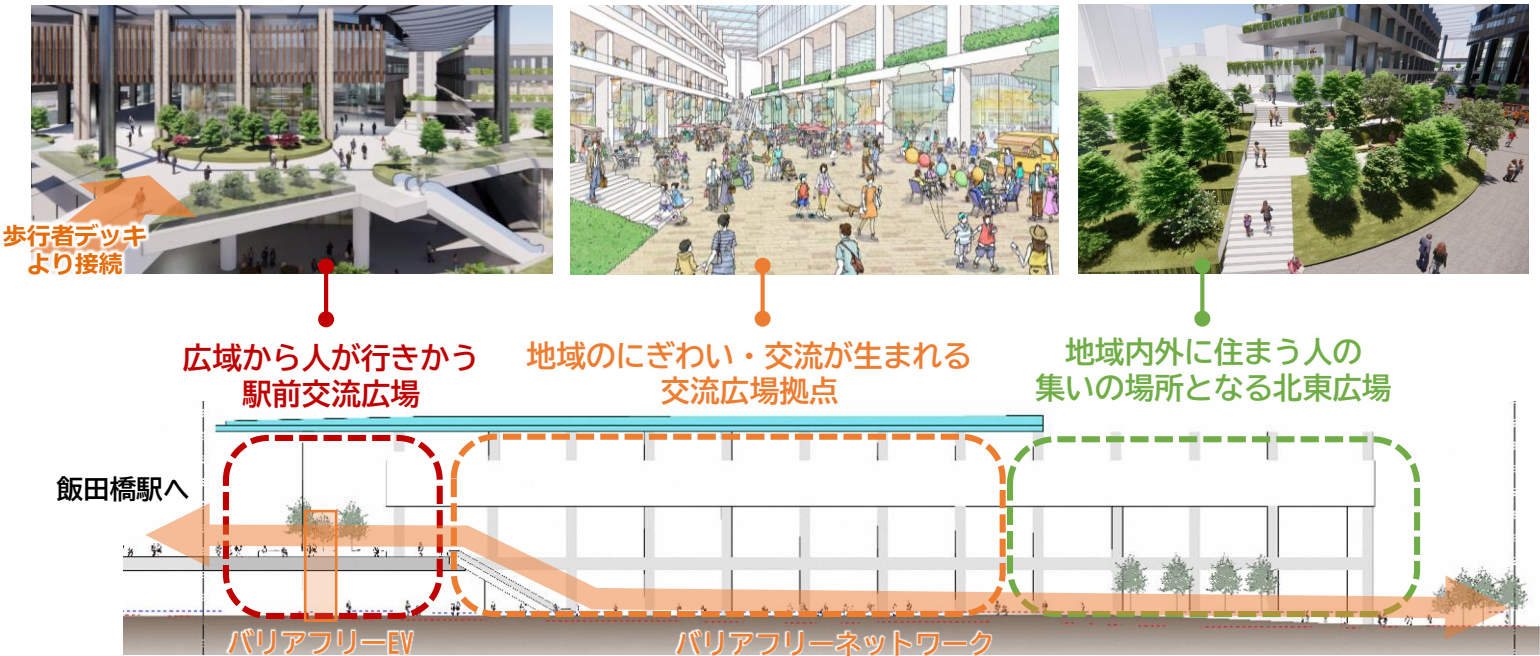 歩行者デッキ
より接続
広域から人が行きかう
駅前交流広場
地域のにぎわい・交流が生まれる
交流広場拠点
地域内外に住まう人の
集いの場所となる北東広場
飯田橋駅へ
バリアフリーEV
バリアフリーネットワーク